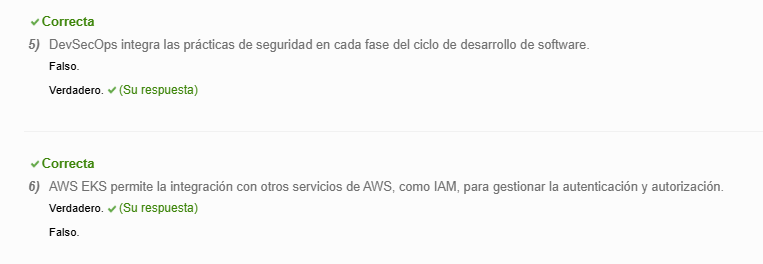 ✓ Correcta
5) DevSecOps integra las prácticas de seguridad en cada fase del ciclo de desarrollo de software.
Falso.
Verdadero. ✓ (Su respuesta)
✓ Correcta
6) AWS EKS permite la integración con otros servicios de AWS, como IAM, para gestionar la autenticación y autorización.
Verdadero. ✓ (Su respuesta)
Falso.